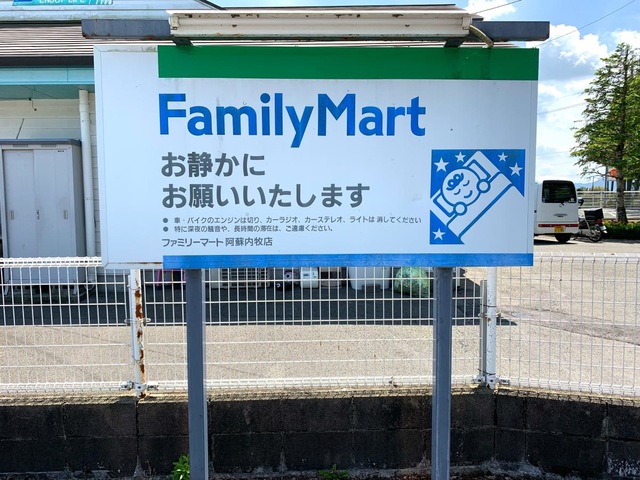 ENJOY LIFE
FamilyMart
お静かに
お願いいたします
● 車・バイクのエンジンは切り、カーラジオ、カーステレオ、ライトは消してください
● 特に深夜の騒音や、長時間の滞在は、ご遠慮ください。
ファミリーマート 阿蘇内牧店